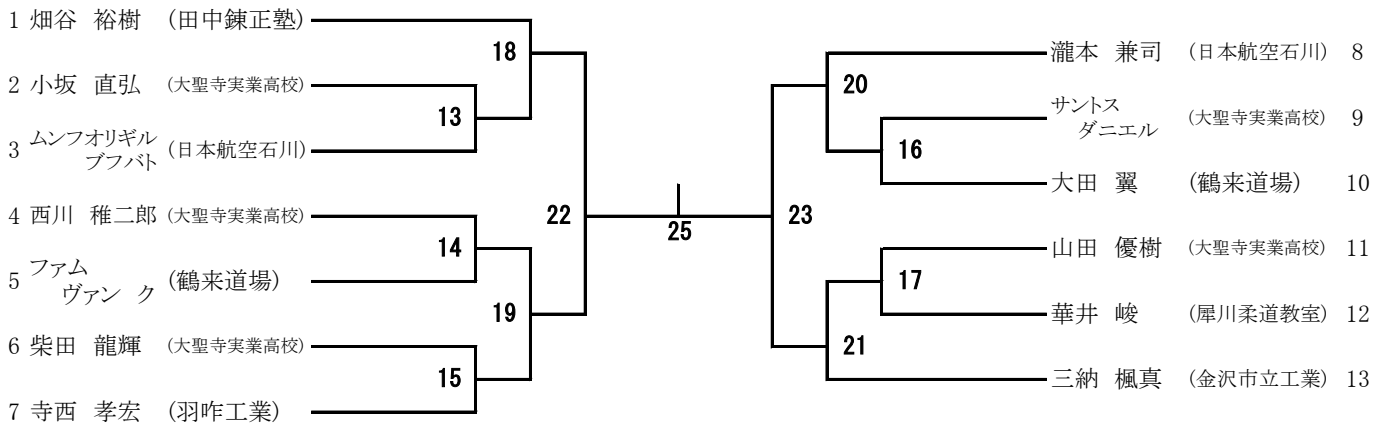 1 畑谷 裕樹 (田中錬正塾)
2 小坂 直弘 (大聖寺実業高校)
3 ムンフオリギル ブフバト (日本航空石川)
4 西川 稚二郎 (大聖寺実業高校)
5 ファム ヴァン ク (鶴来道場)
6 柴田 龍輝 (大聖寺実業高校)
7 寺西 孝宏 (羽咋工業)
18
13
22
14
19
15
25
20
16
23
17
21
瀧本 兼司 (日本航空石川) 8
サントス ダニエル (大聖寺実業高校) 9
大田 翼 (鶴来道場) 10
山田 優樹 (大聖寺実業高校) 11
華井 峻 (犀川柔道教室) 12
三納 楓真 (金沢市立工業) 13